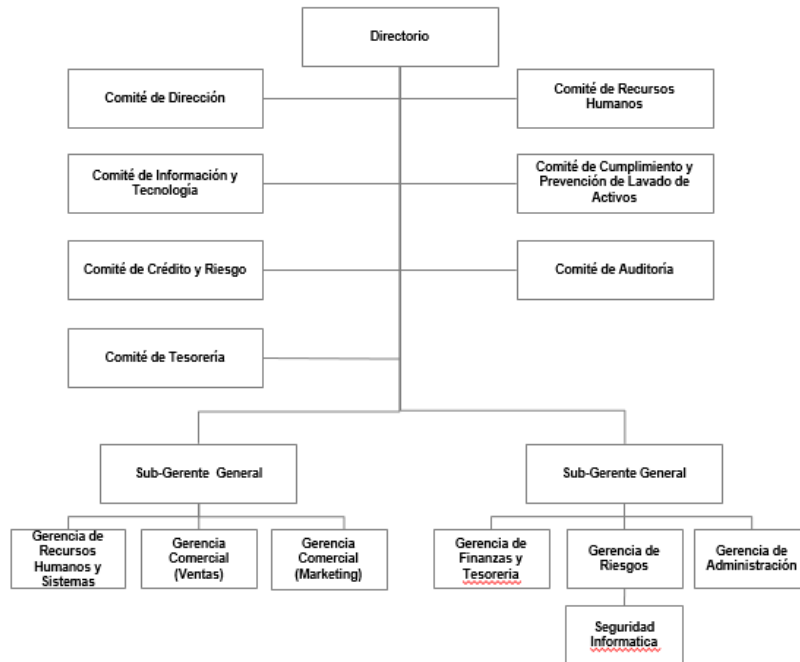 Directorio
Comité de Dirección
Comité de Recursos
Humanos
Comité de Información y
Tecnología
Comité de Cumplimiento y
Prevención de Lavado de
Activos
Comité de Crédito y Riesgo
Comité de Auditoría
Comité de Tesorería
Sub-Gerente General
Sub-Gerente General
Gerencia de
Recursos
Humanos y
Sistemas
Gerencia
Comercial
(Ventas)
Gerencia
Comercial
(Marketing)
Gerencia de
Finanzas y
Tesoreria
Gerencia de
Riesgos
Gerencia de
Administración
Seguridad
Informatica